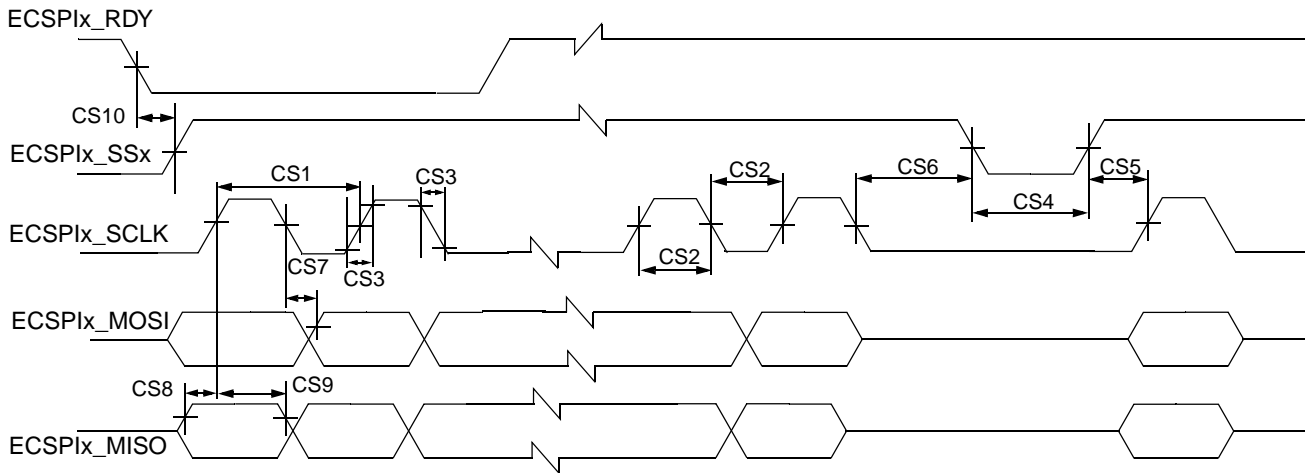 ECSPIx_RDY
CS10
ECSPIx_SSx
CS1
CS3
CS2
CS6
CS5
CS4
ECSPIx_SCLK
CS7
CS3
CS2
ECSPIx_MOSI
CS8
CS9
ECSPIx_MISO